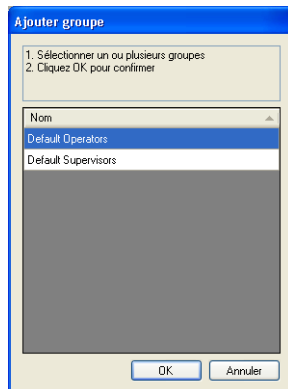 Ajouter groupe
1. Sélectionner un ou plusieurs groupes
2. Cliquez OK pour confirmer
Nom
Default Operators
Default Supervisors
OK
Annuler